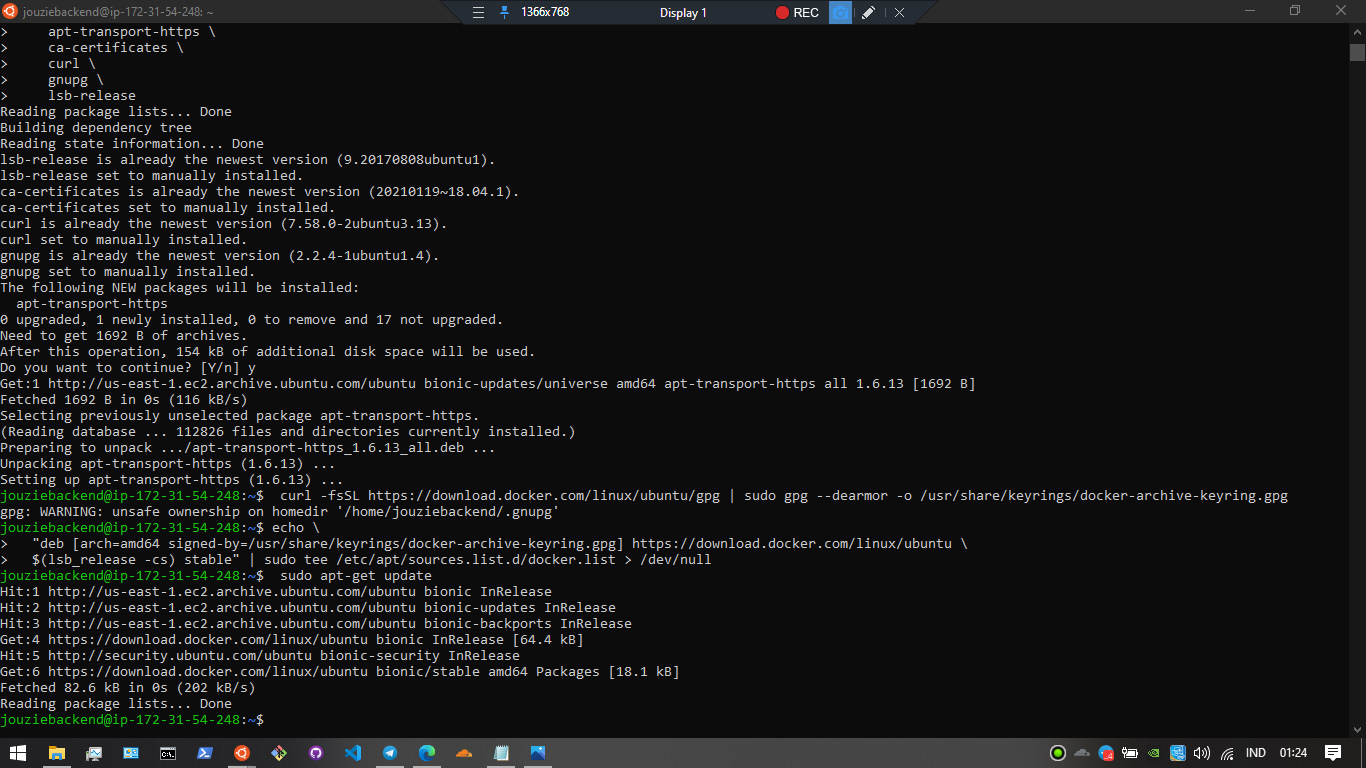 jouziebackend@ip-172-31-54-248: ~
1366x768
Display 1
REC
>     apt-transport-https \
>     ca-certificates \
>     curl \
>     gnupg \
>     lsb-release
Reading package lists... Done
Building dependency tree
Reading state information... Done
lsb-release is already the newest version (9.20170808ubuntu1).
lsb-release set to manually installed.
ca-certificates is already the newest version (20210119~18.04.1).
ca-certificates set to manually installed.
curl is already the newest version (7.58.0-2ubuntu3.13).
curl set to manually installed.
gnupg is already the newest version (2.2.4-1ubuntu1.4).
gnupg set to manually installed.
The following NEW packages will be installed:
  apt-transport-https
0 upgraded, 1 newly installed, 0 to remove and 17 not upgraded.
Need to get 1692 B of archives.
After this operation, 154 kB of additional disk space will be used.
Do you want to continue? [Y/n] y
Get:1 http://us-east-1.ec2.archive.ubuntu.com/ubuntu bionic-updates/universe amd64 apt-transport-https all 1.6.13 [1692 B]
Fetched 1692 B in 0s (116 kB/s)
Selecting previously unselected package apt-transport-https.
(Reading database ... 112826 files and directories currently installed.)
Preparing to unpack .../apt-transport-https_1.6.13_all.deb ...
Unpacking apt-transport-https (1.6.13) ...
Setting up apt-transport-https (1.6.13) ...
jouziebackend@ip-172-31-54-248:~$  curl -fsSL https://download.docker.com/linux/ubuntu/gpg | sudo gpg --dearmor -o /usr/share/keyrings/docker-archive-keyring.gpg
gpg: WARNING: unsafe ownership on homedir '/home/jouziebackend/.gnupg'
jouziebackend@ip-172-31-54-248:~$ echo \
>   "deb [arch=amd64 signed-by=/usr/share/keyrings/docker-archive-keyring.gpg] https://download.docker.com/linux/ubuntu \
>   $(lsb_release -cs) stable" | sudo tee /etc/apt/sources.list.d/docker.list > /dev/null
jouziebackend@ip-172-31-54-248:~$  sudo apt-get update
Hit:1 http://us-east-1.ec2.archive.ubuntu.com/ubuntu bionic InRelease
Hit:2 http://us-east-1.ec2.archive.ubuntu.com/ubuntu bionic-updates InRelease
Hit:3 http://us-east-1.ec2.archive.ubuntu.com/ubuntu bionic-backports InRelease
Get:4 https://download.docker.com/linux/ubuntu bionic InRelease [64.4 kB]
Hit:5 http://security.ubuntu.com/ubuntu bionic-security InRelease
Get:6 https://download.docker.com/linux/ubuntu bionic/stable amd64 Packages [18.1 kB]
Fetched 82.6 kB in 0s (202 kB/s)
Reading package lists... Done
jouziebackend@ip-172-31-54-248:~$
IND
01:24